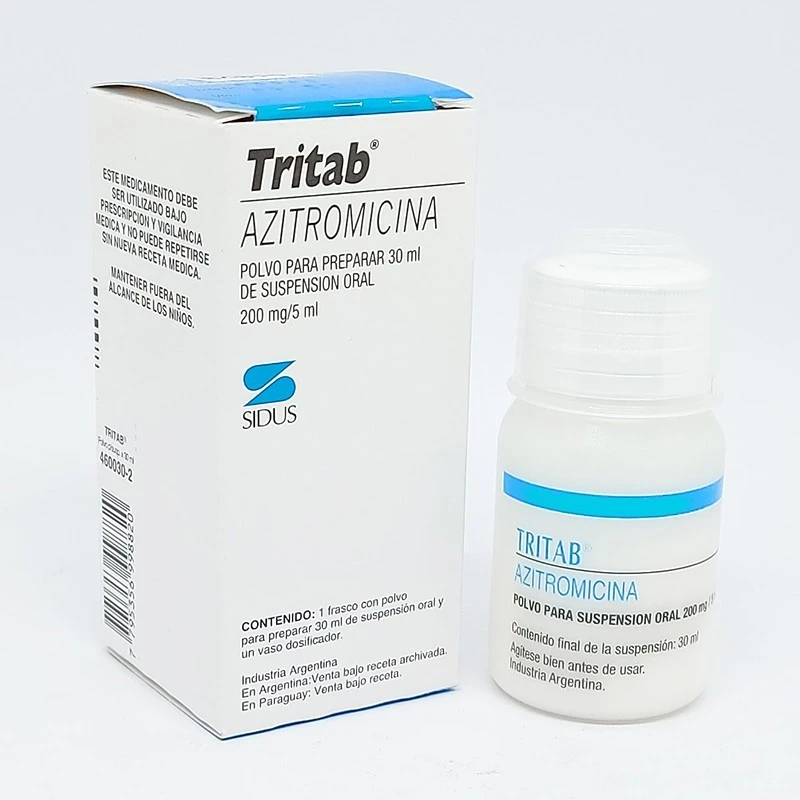 Tritab®
AZITROMICINA
POLVO PARA PREPARAR 30 ml
DE SUSPENSION ORAL
200 mg/5 ml
SIDUS
CONTENIDO: 1 frasco con polvo
para preparar 30 ml de suspensión oral y
un vaso dosificador.
Industria Argentina
En Argentina:Venta bajo receta archivada.
En Paraguay; Venta bajo receta.
ESTE MEDICAMENTO DEBE
SER UTILIZADO BAJO
PRESCRIPCION Y VIGILANCIA
MEDICA Y NO PUEDE REPETIRSE
SIN NUEVA RECETA MEDICA.
MANTENER FUERA DEL
ALCANCE DE LOS NIÑOS.
TRITAB®
460030-2
7 795356 998820
TRITAB®
AZITROMICINA
POLVO PARA SUSPENSION ORAL 200 mg /
Contenido final de la suspensión: 30 ml
Agítese bien antes de usar.
Industria Argentina.